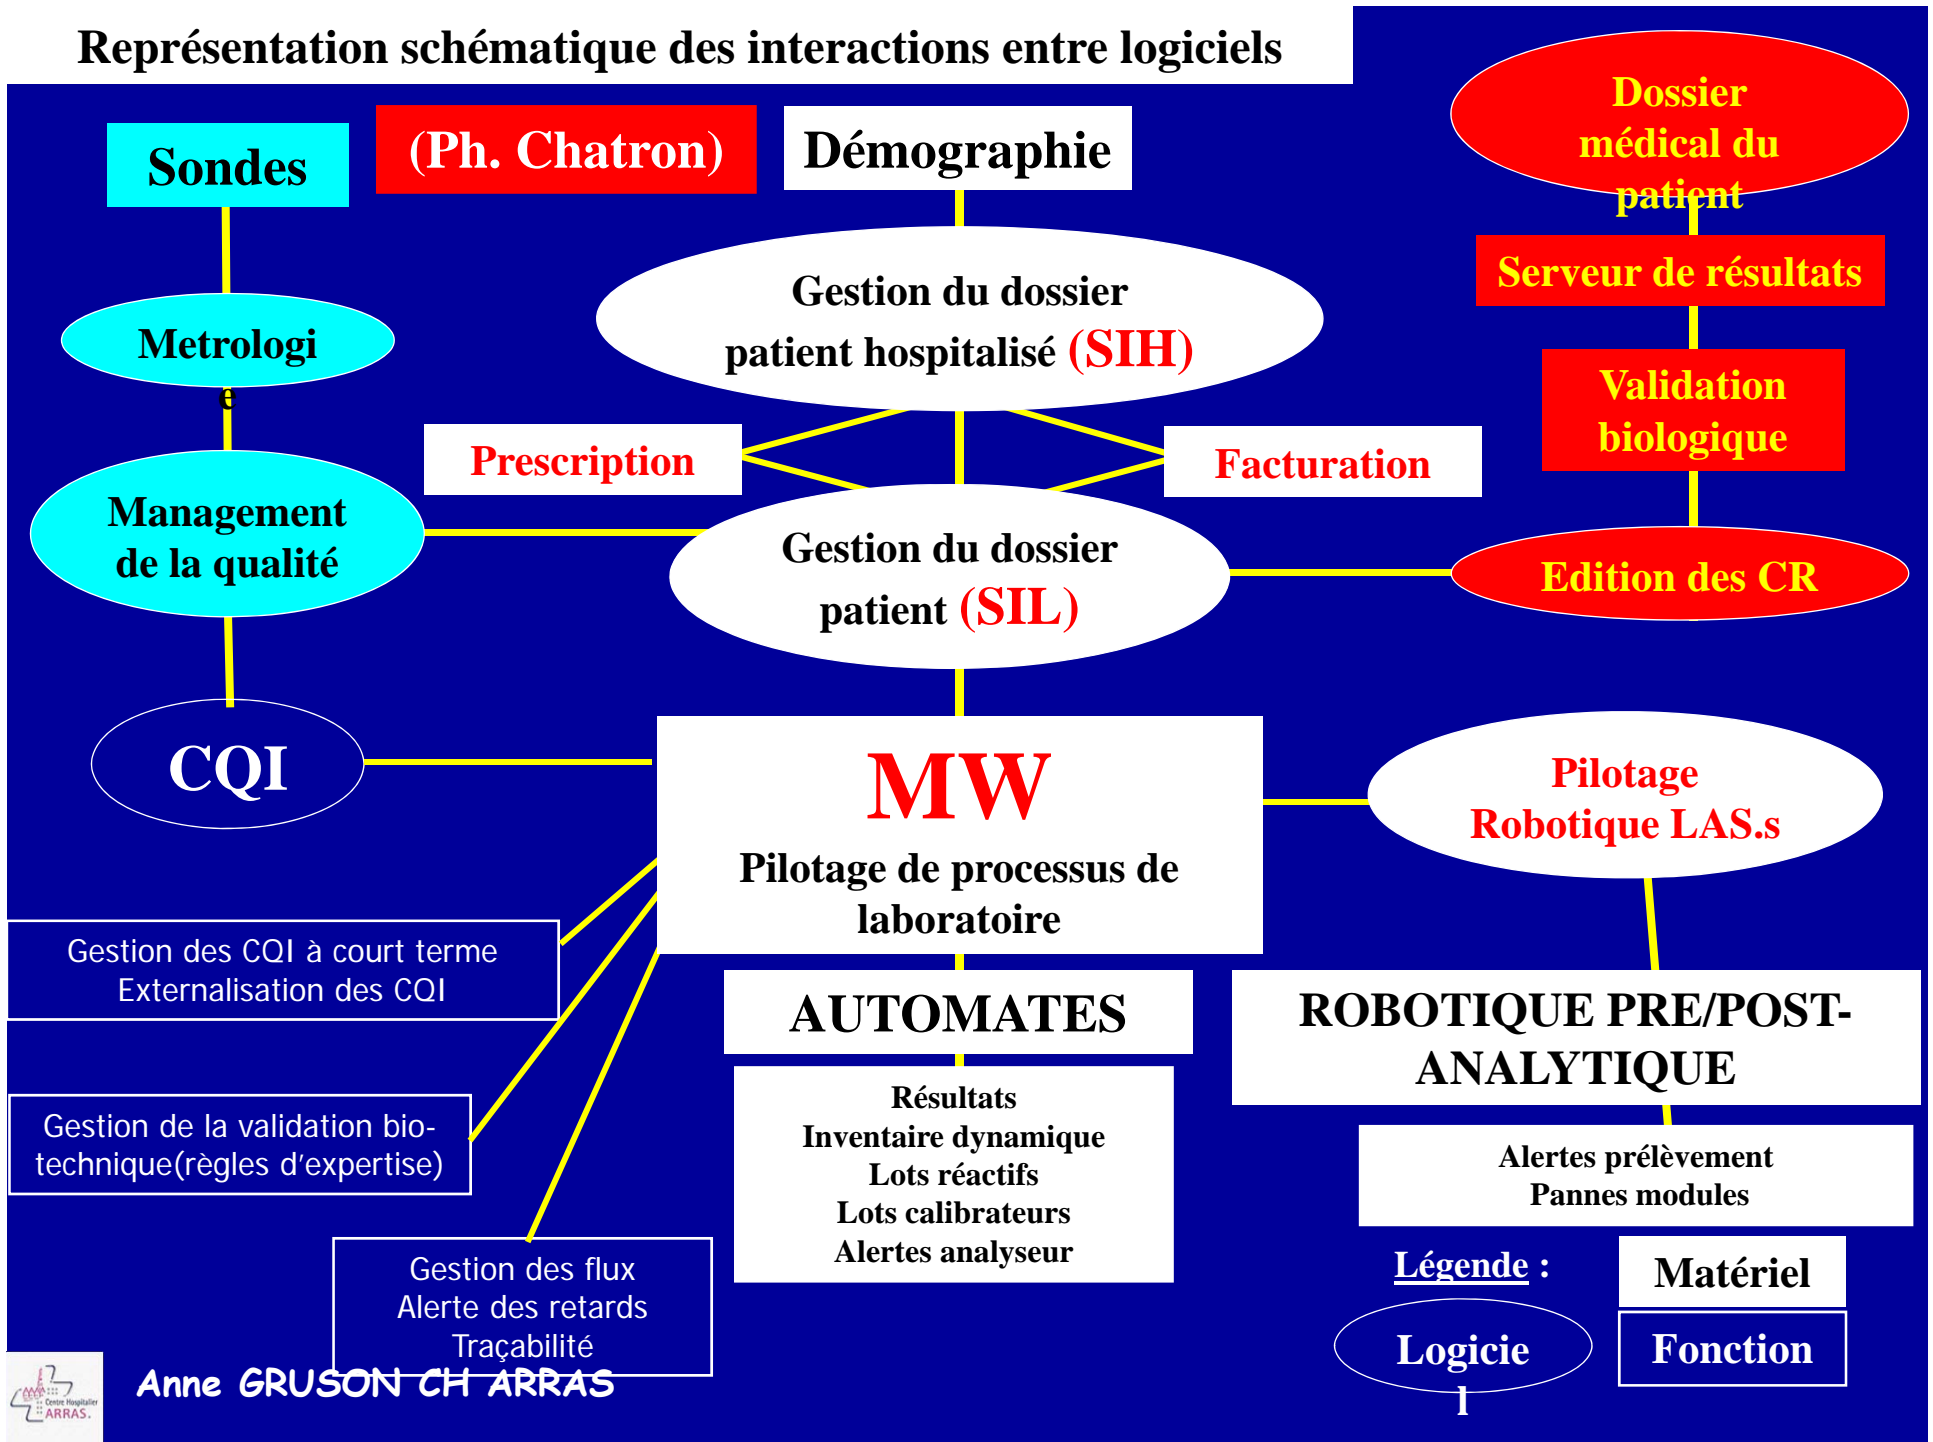 Représentation schématique des interactions entre logiciels
Sondes
(Ph. Chatron)
Démographie
Dossier
médical du
patient
Serveur de résultats
Gestion du dossier
patient hospitalisé (SIH)
Metrologi
e
Validation
biologique
Prescription
Facturation
Management
de la qualité
Gestion du dossier
patient (SIL)
Edition des CR
CQI
MW
Pilotage de processus de
laboratoire
Pilotage
Robotique LAS.s
Gestion des CQI à court terme
Externalisation des CQI
AUTOMATES
ROBOTIQUE PRE/POST-
ANALYTIQUE
Gestion de la validation bio-
technique(règles d'expertise)
Résultats
Inventaire dynamique
Lots réactifs
Lots calibrateurs
Alertes analyseur
Alertes prélèvement
Pannes modules
Gestion des flux
Alerte des retards
Traçabilité
Légende :
Matériel
Logicie
l
Fonction
Centre Hospitalier
ARRAS.
Anne GRUSON CH ARRAS